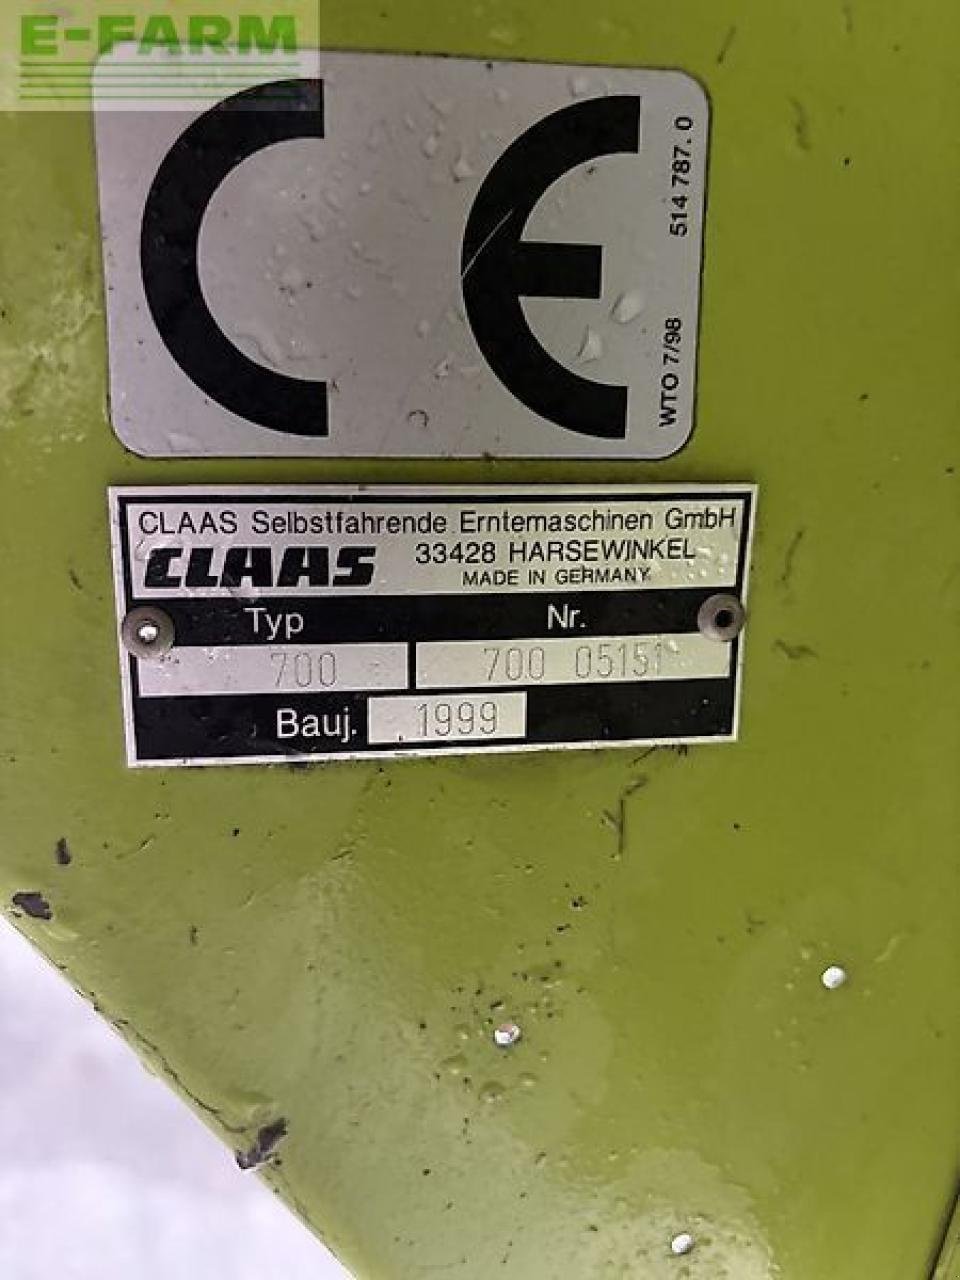 E-FARM
CE
514 787. 0
WTO 7/98
CLAAS Selbstfahrende Erntemaschinen GmbH
CLAAS 33428 HARSEWINKEL
MADE IN GERMANY
Typ Nr.
700 700 05151
Bauj. 1999